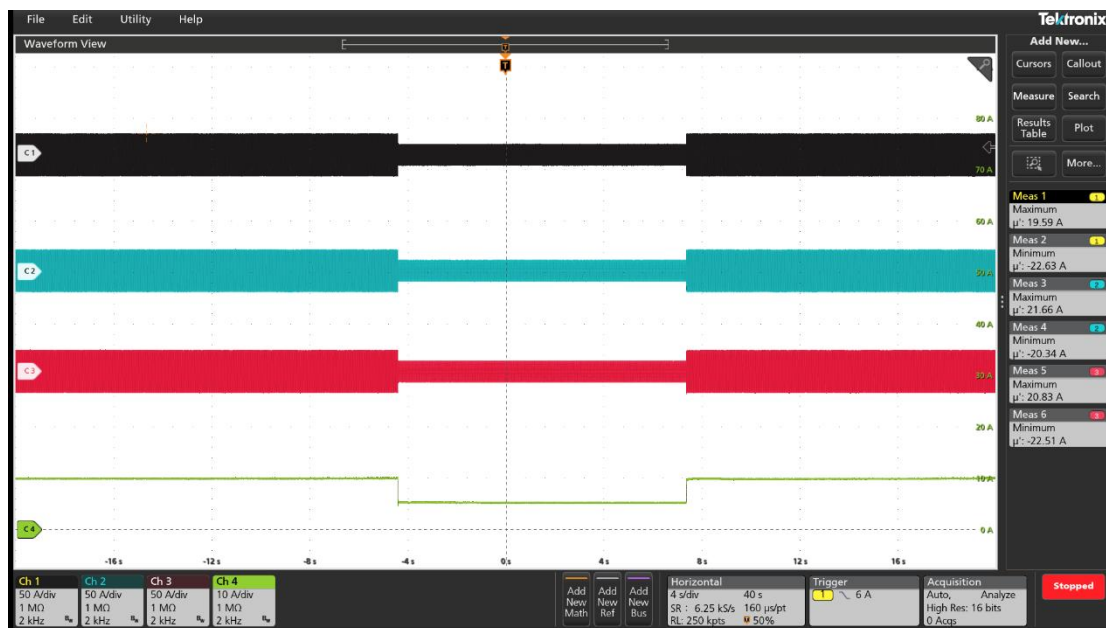 File Edit Utility Help
Tektronix
Waveform View
Add New...
T
T
Cursors Callout
Measure Search
Results Table Plot
More...
80 A
C1
70 A
60 A
C2
50 A
40 A
C3
30 A
20 A
10 A
C4
0 A
-16 s -12 s -8 s -4 s 0 s 4 s 8 s 12 s 16 s
Meas 1 1
Maximum
µ': 19.59 A
Meas 2 1
Minimum
µ': -22.63 A
Meas 3 2
Maximum
µ': 21.66 A
Meas 4 2
Minimum
µ': -20.34 A
Meas 5 3
Maximum
µ': 20.83 A
Meas 6 3
Minimum
µ': -22.51 A
Ch 1
50 A/div
1 MΩ
2 kHz
Ch 2
50 A/div
1 MΩ
2 kHz
Ch 3
50 A/div
1 MΩ
2 kHz
Ch 4
10 A/div
1 MΩ
2 kHz
Add New Math
Add New Ref
Add New Bus
Horizontal
4 s/div 40 s
SR : 6.25 kS/s 160 µs/pt
RL: 250 kpts 50%
Trigger
1 6 A
Acquisition
Auto, Analyze
High Res: 16 bits
0 Acqs
Stopped